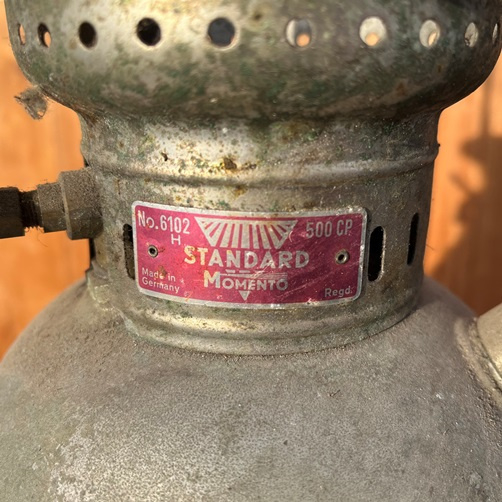 No.6102 500 CP.
H
STANDARD
Made in
Germany
MOMENTO
Regd.